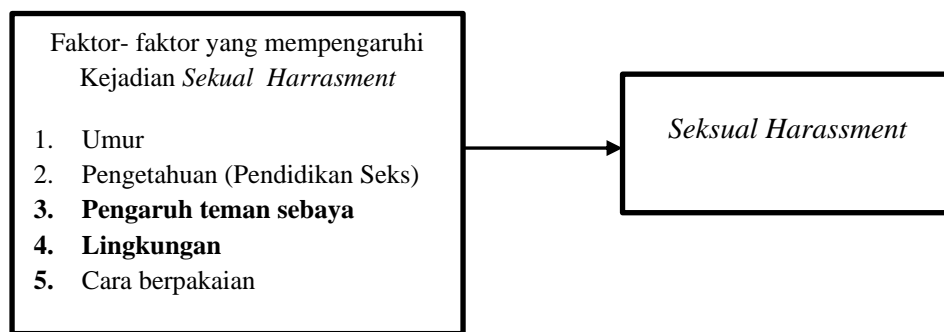 Faktor- faktor yang mempengaruhi
Kejadian Sekual Harrasment
1. Umur
2. Pengetahuan (Pendidikan Seks)
3. Pengaruh teman sebaya
4. Lingkungan
5. Cara berpakaian
Seksual Harassment